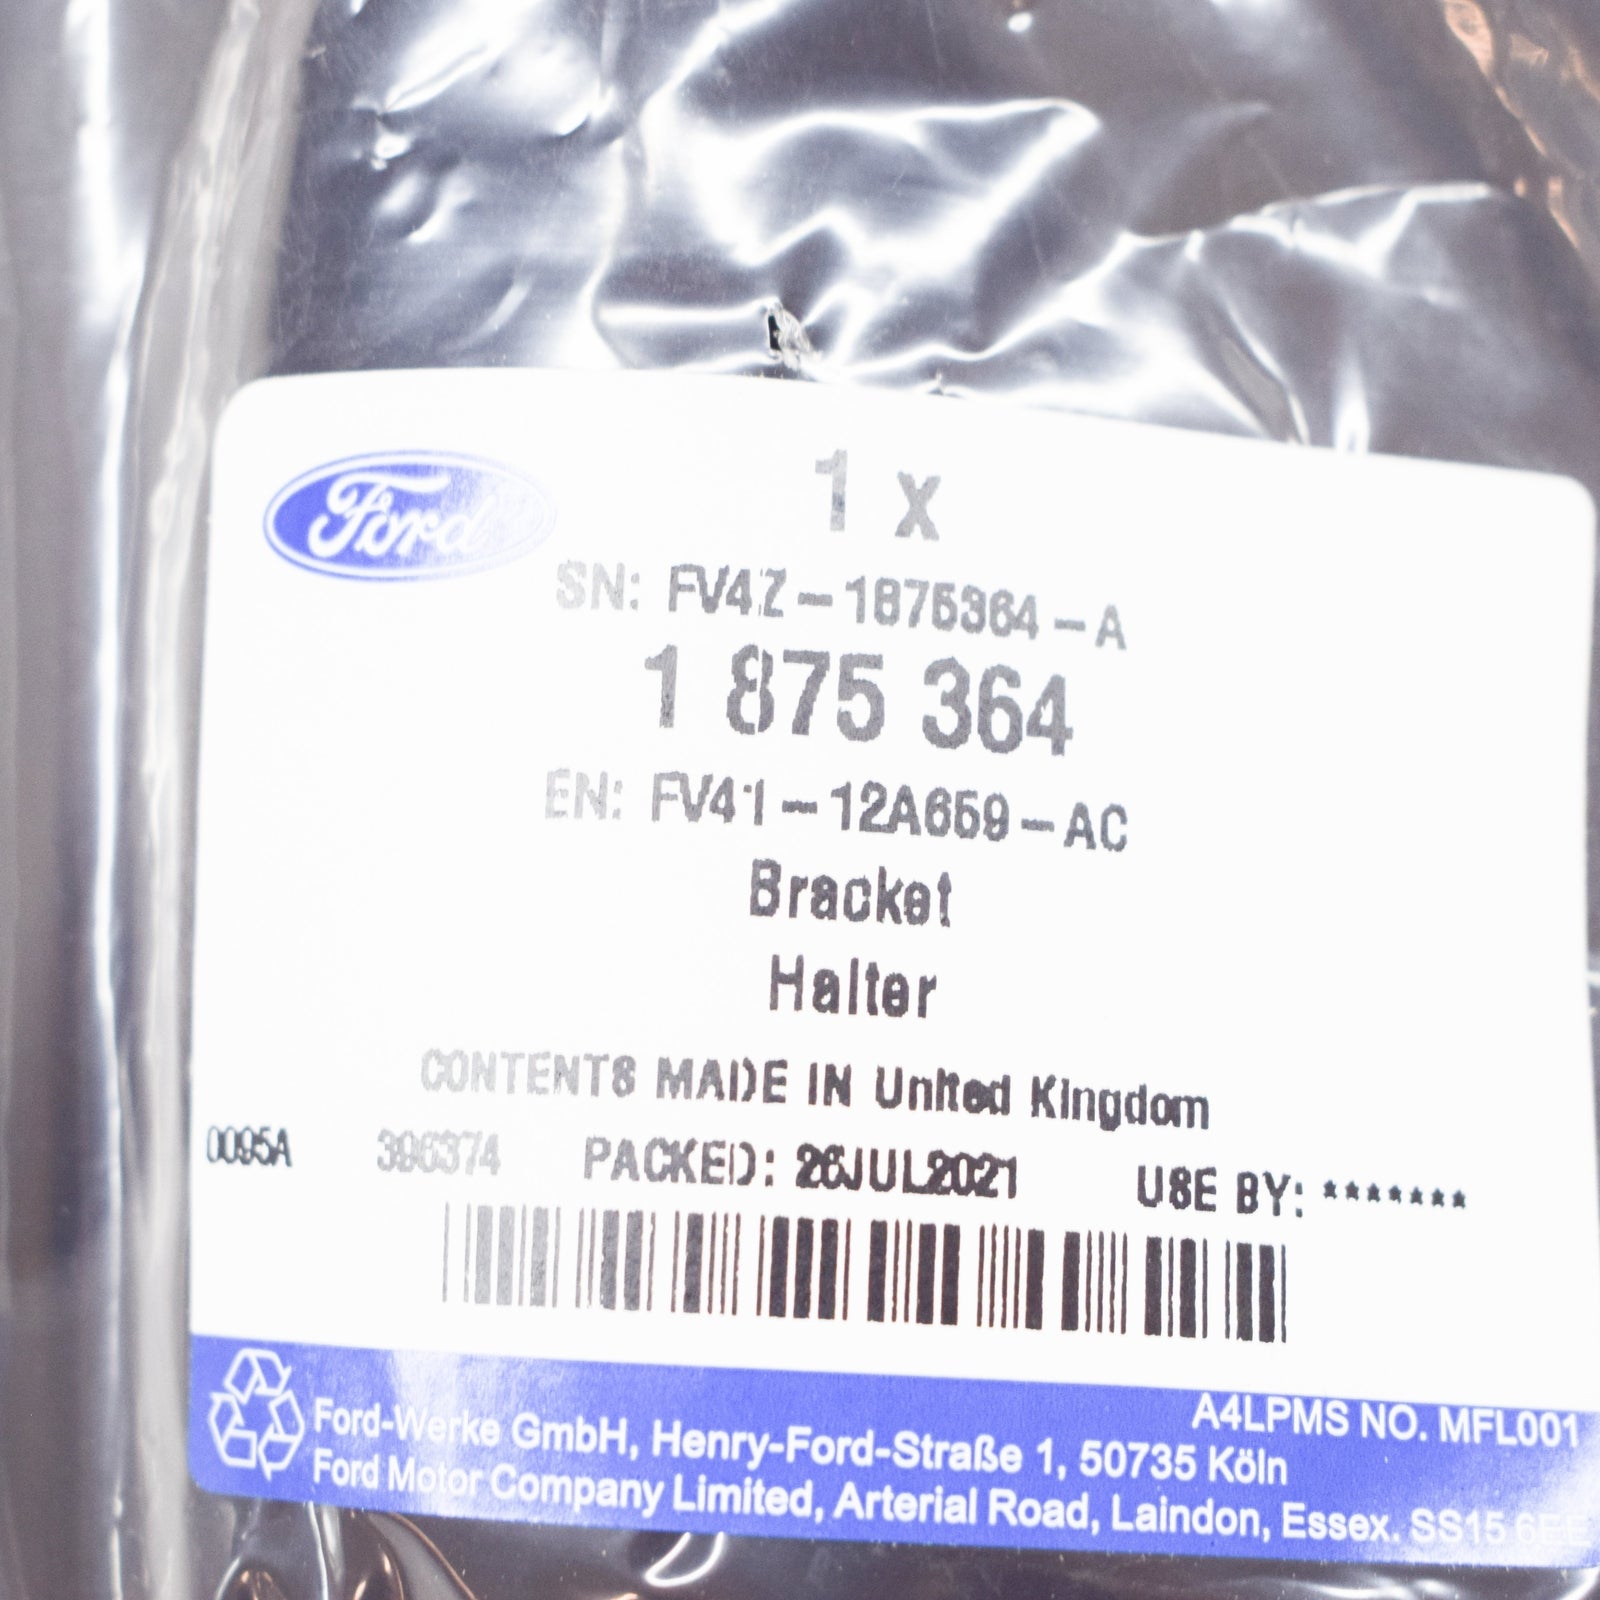 Ford
1 x
SN: FV4Z-1875364-A
1 875 364
EN: FV41-12A659-AC
Bracket
Halter
CONTENTS MADE IN United Kingdom
0095A 396374 PACKED: 26JUL2021 USE BY: *******
A4LPMS NO. MFL001
Ford-Werke GmbH, Henry-Ford-Straße 1, 50735 Köln
Ford Motor Company Limited, Arterial Road, Laindon, Essex. SS15 6EE